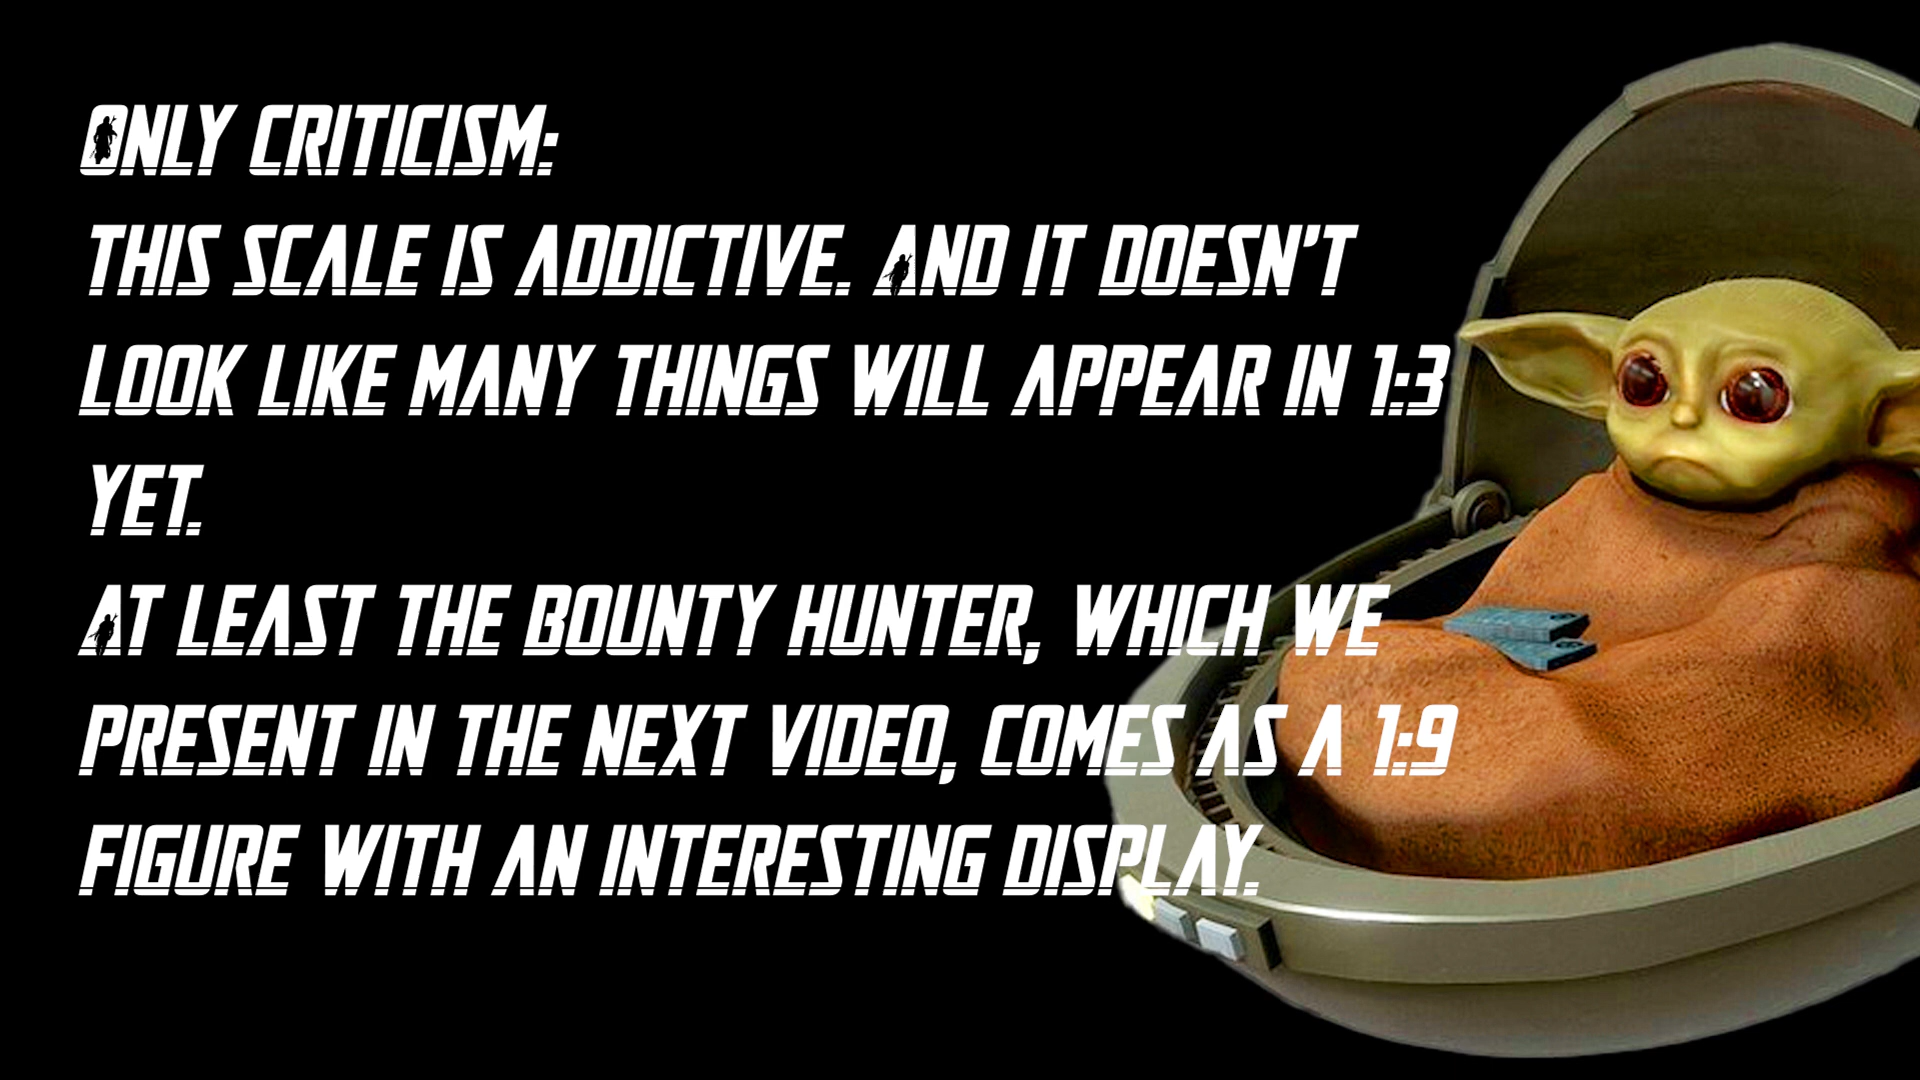 Only criticism:
This scale is addictive. And it doesn't
look like many things will appear in 1:3
yet.
At least the bounty hunter, which we
present in the next video, comes as a 1:9
figure with an interesting display.